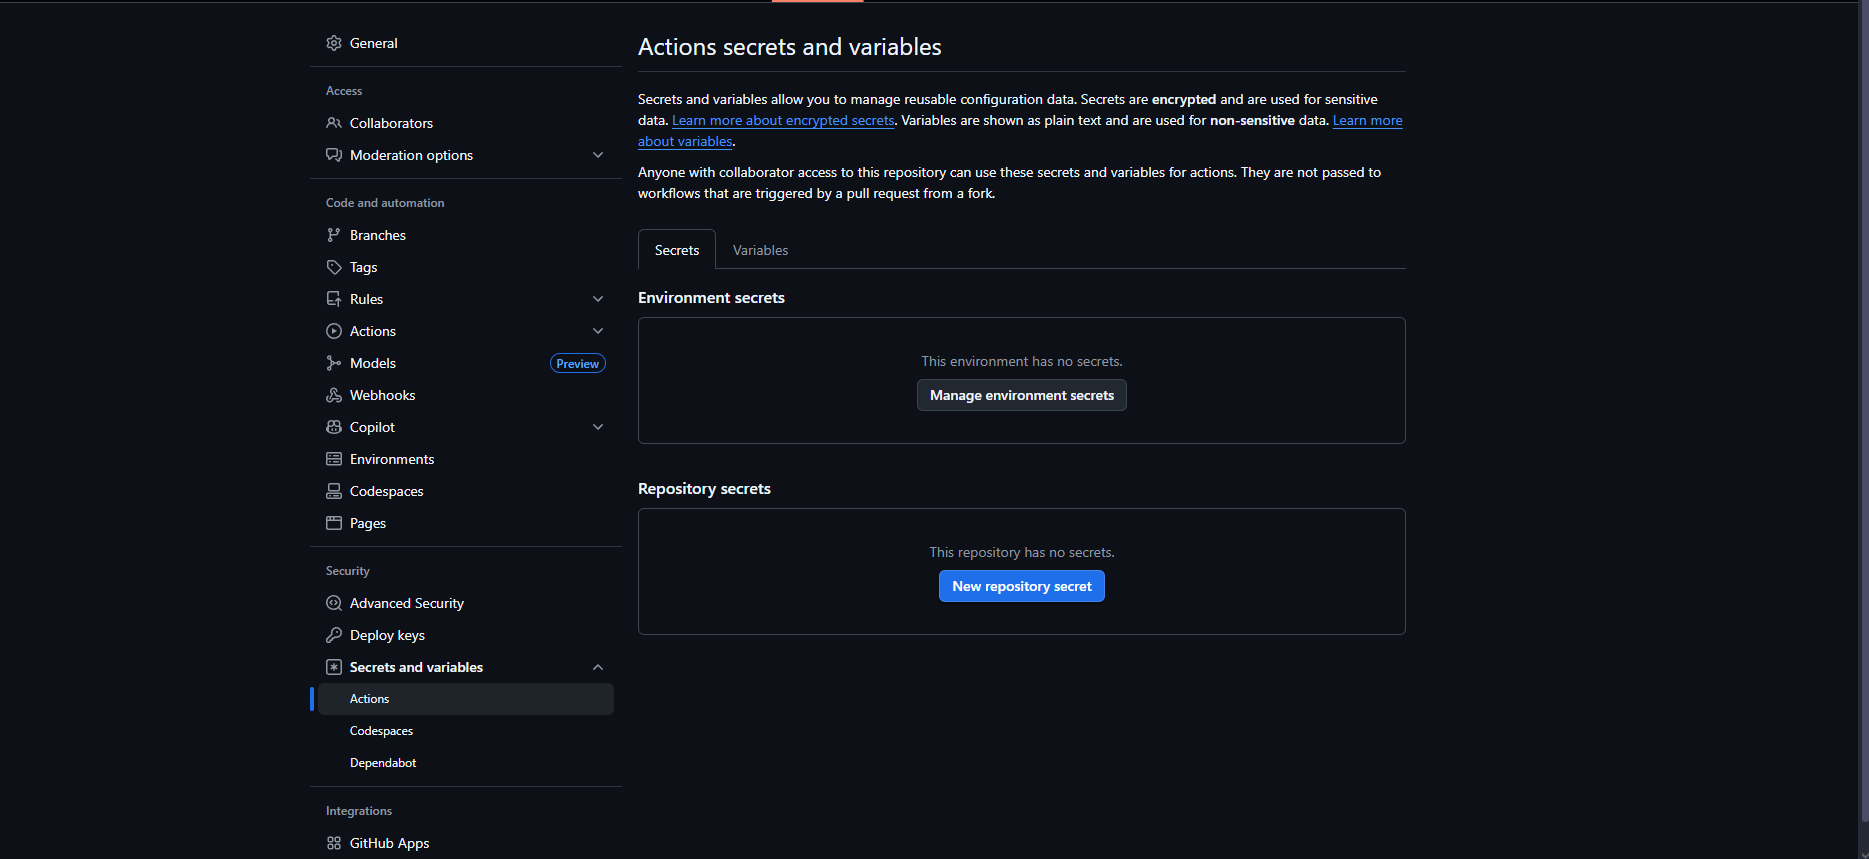 General
Access
Collaborators
Moderation options
Code and automation
Branches
Tags
Rules
Actions
Models Preview
Webhooks
Copilot
Environments
Codespaces
Pages
Security
Advanced Security
Deploy keys
Secrets and variables
Actions
Codespaces
Dependabot
Integrations
GitHub Apps
Actions secrets and variables
Secrets and variables allow you to manage reusable configuration data. Secrets are encrypted and are used for sensitive
data. Learn more about encrypted secrets. Variables are shown as plain text and are used for non-sensitive data. Learn more
about variables.
Anyone with collaborator access to this repository can use these secrets and variables for actions. They are not passed to
workflows that are triggered by a pull request from a fork.
Secrets Variables
Environment secrets
This environment has no secrets.
Manage environment secrets
Repository secrets
This repository has no secrets.
New repository secret